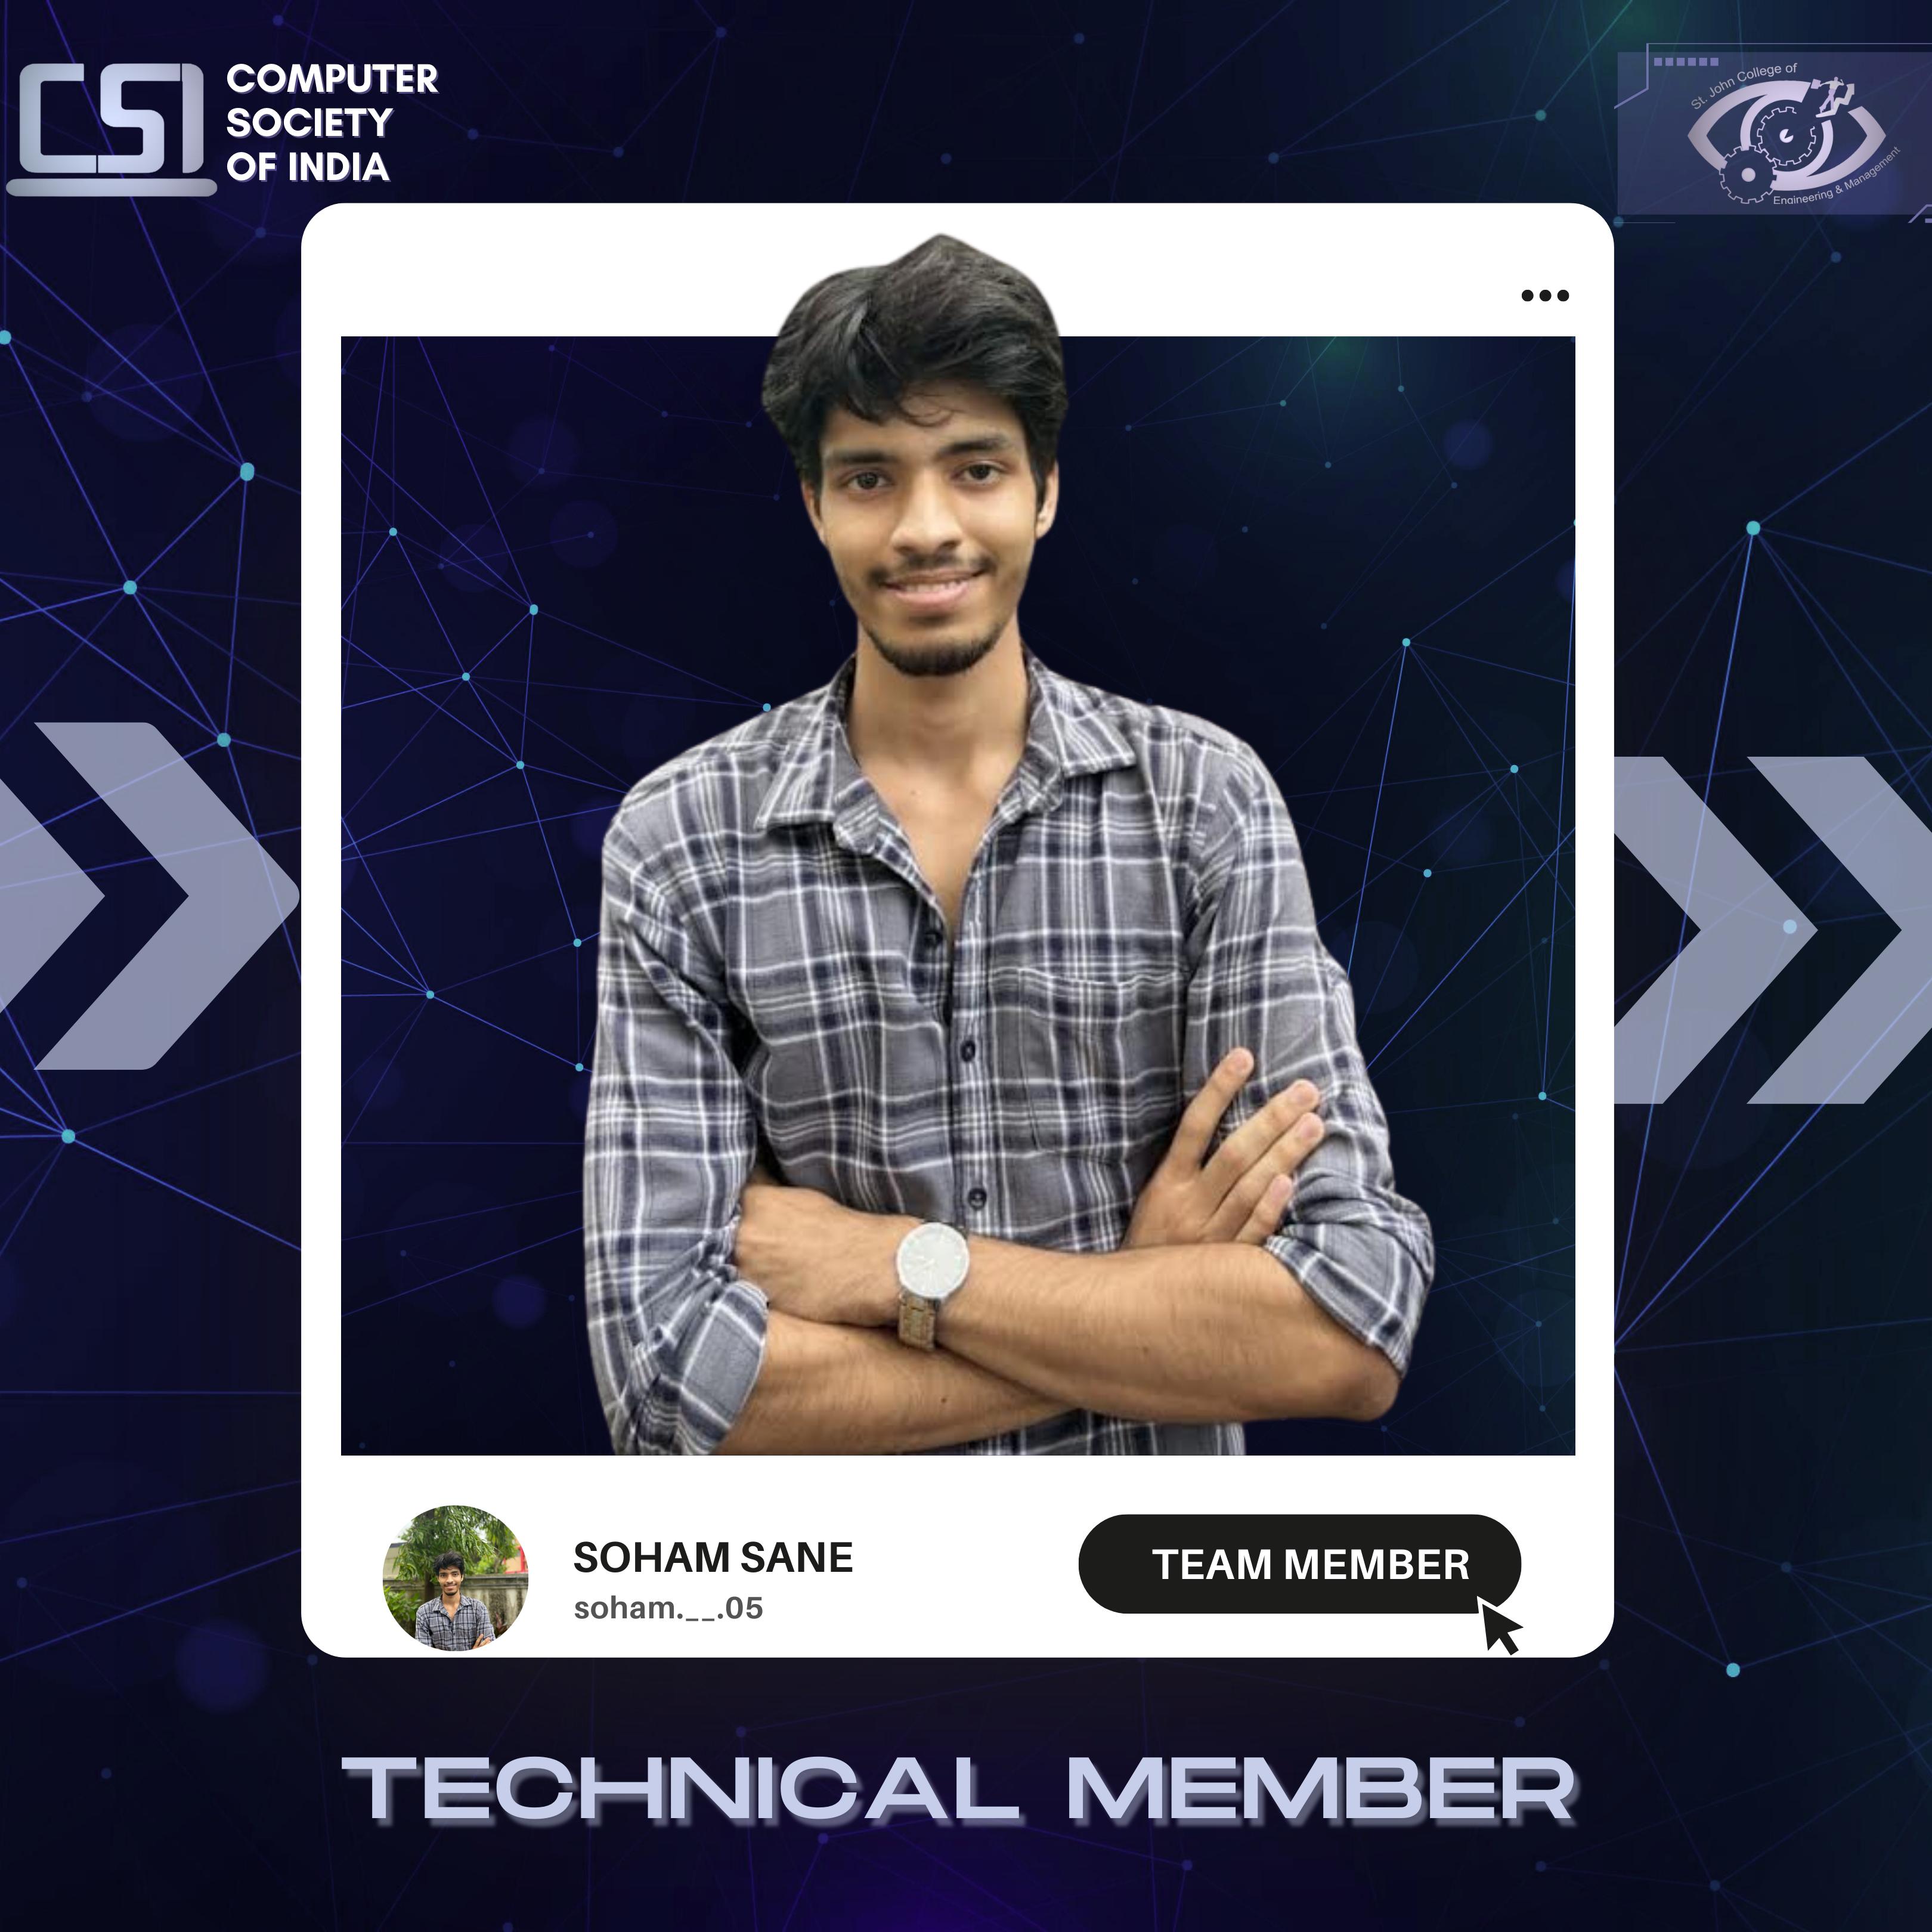 CSI
COMPUTER
SOCIETY
OF INDIA
St. John College of
Engineering & Management
SOHAM SANE
soham.__.05
TEAM MEMBER
TECHNICAL MEMBER